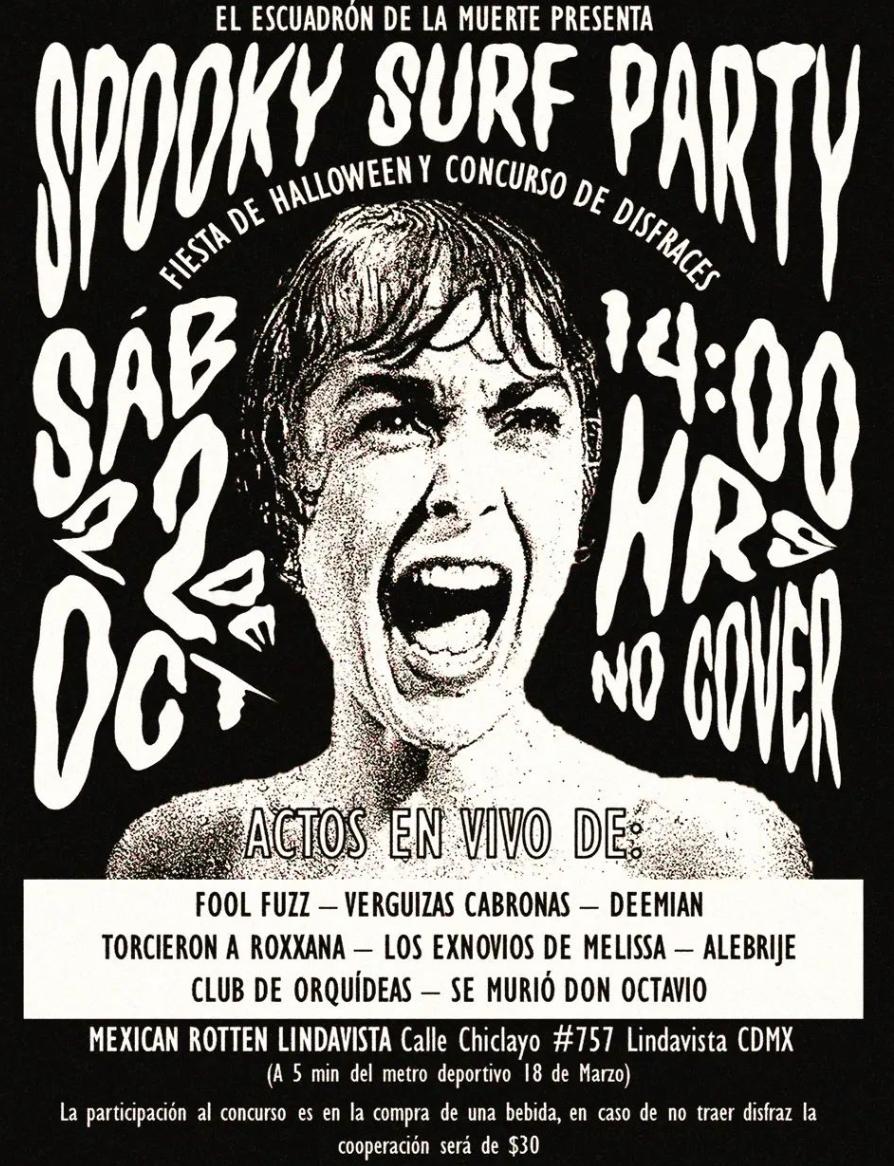 EL ESCUADRÓN DE LA MUERTE PRESENTA
SPOOKY SURF PARTY
FIESTA DE HALLOWEEN Y CONCURSO DE DISFRACES
SÁB
22 DE
OCT
14:00
HRS
NO COVER
ACTOS EN VIVO DE:
FOOL FUZZ – VERGUIZAS CABRONAS – DEEMIAN
TORCIERON A ROXXANA – LOS EXNOVIOS DE MELISSA – ALEBRIJE
CLUB DE ORQUÍDEAS – SE MURIÓ DON OCTAVIO
MEXICAN ROTTEN LINDAVISTA Calle Chiclayo #757 Lindavista CDMX
(A 5 min del metro deportivo 18 de Marzo)
La participación al concurso es en la compra de una bebida, en caso de no traer disfraz la
cooperación será de $30